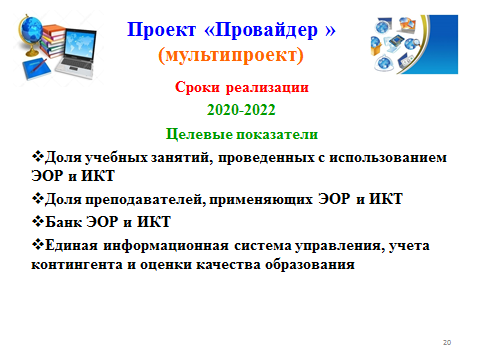 Проект «Провайдер »
(мультипроект)
Сроки реализации
2020-2022
Целевые показатели
❖Доля учебных занятий, проведенных с использованием
ЭОР и ИКТ
❖Доля преподавателей, применяющих ЭОР и ИКТ
❖Банк ЭОР и ИКТ
❖Единая информационная система управления, учета
контингента и оценки качества образования
20